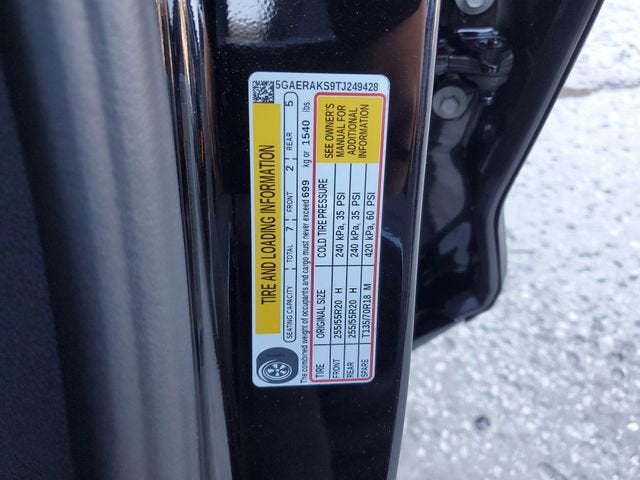 5GAERAKS9TJ249428
TIRE AND LOADING INFORMATION
SEATING CAPACITY TOTAL 7 FRONT 2 REAR 5
The combined weight of occupants and cargo must never exceed 699 kg or 1540 lbs.
TIRE ORIGINAL SIZE COLD TIRE PRESSURE
FRONT 255/55R20 H 240 kPa, 35 PSI
REAR 255/55R20 H 240 kPa, 35 PSI
SPARE T135/70R18 M 420 kPa, 60 PSI
SEE OWNER'S
MANUAL FOR
ADDITIONAL
INFORMATION